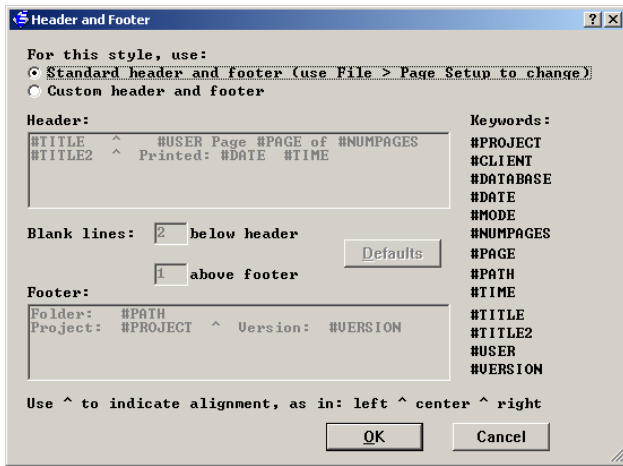 Header and Footer
For this style, use:
Standard header and footer (use File > Page Setup to change)
Custom header and footer
Header:
#TITLE ^ #USER Page #PAGE of #NUMPAGES
#TITLE2 ^ Printed: #DATE #TIME
Blank lines: 2 below header
1 above footer
Defaults
Footer:
Folder: #PATH
Project: #PROJECT ^ Version: #VERSION
Keywords:
#PROJECT
#CLIENT
#DATABASE
#DATE
#MODE
#NUMPAGES
#PAGE
#PATH
#TIME
#TITLE
#TITLE2
#USER
#VERSION
Use ^ to indicate alignment, as in: left ^ center ^ right
OK
Cancel